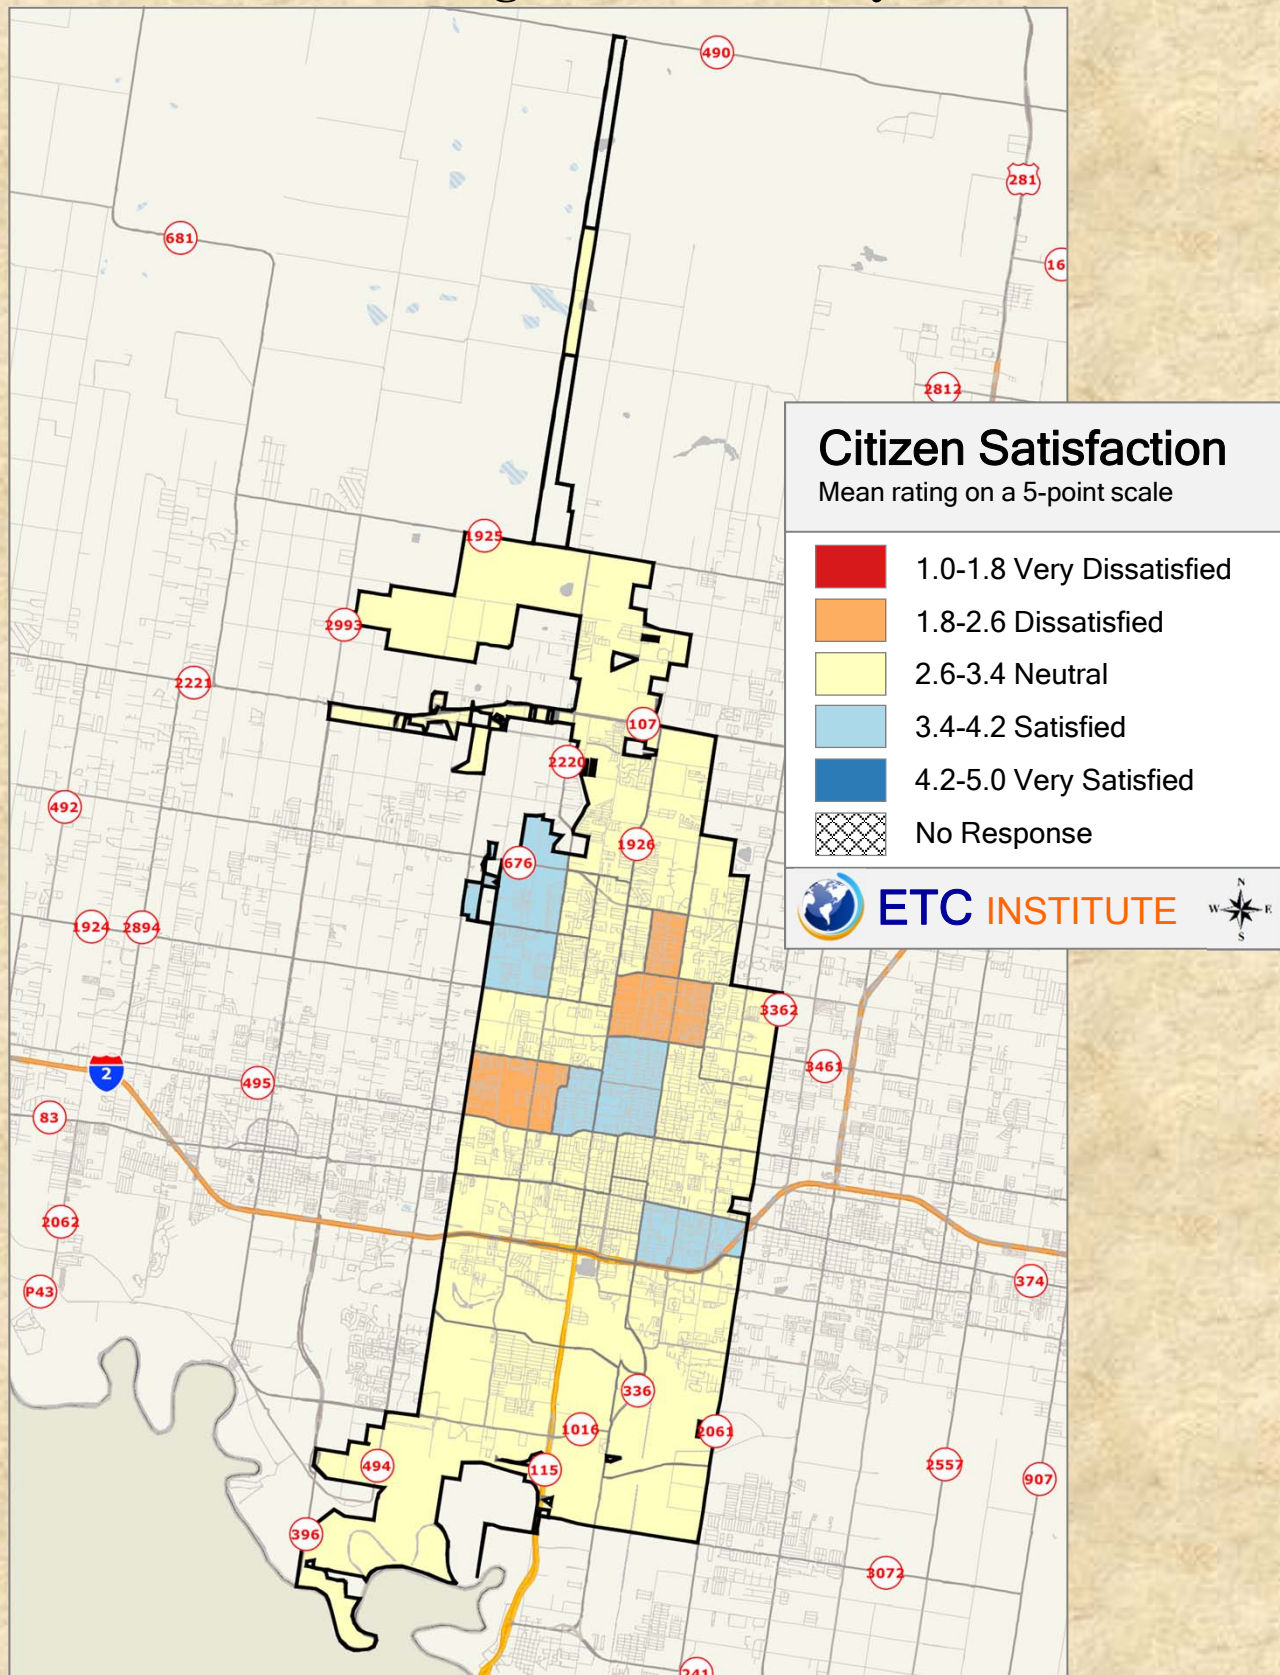 490
281
681
16
2812
Citizen Satisfaction
Mean rating on a 5-point scale
1.0-1.8 Very Dissatisfied
1.8-2.6 Dissatisfied
2.6-3.4 Neutral
3.4-4.2 Satisfied
4.2-5.0 Very Satisfied
No Response
ETC INSTITUTE
N
W E
S
1925
2993
2221
107
2220
492
1926
676
1924
2894
3362
3461
2
495
83
2062
374
P43
336
1016
2061
494
115
2557
907
396
3072
241